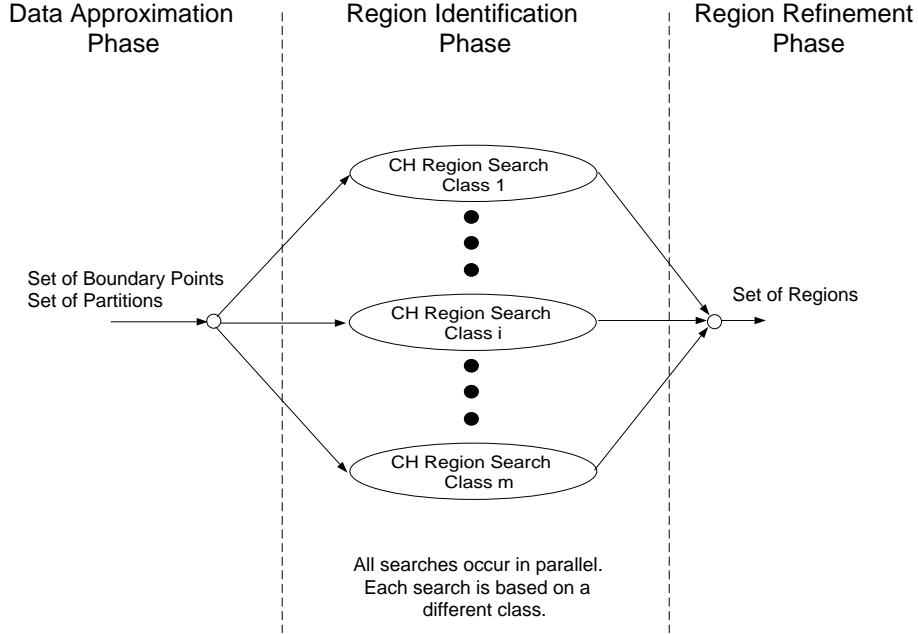 Data Approximation
Phase
Region Identification
Phase
Region Refinement
Phase
CH Region Search
Class 1
Set of Boundary Points
Set of Partitions
CH Region Search
Class i
Set of Regions
CH Region Search
Class m
All searches occur in parallel.
Each search is based on a
different class.